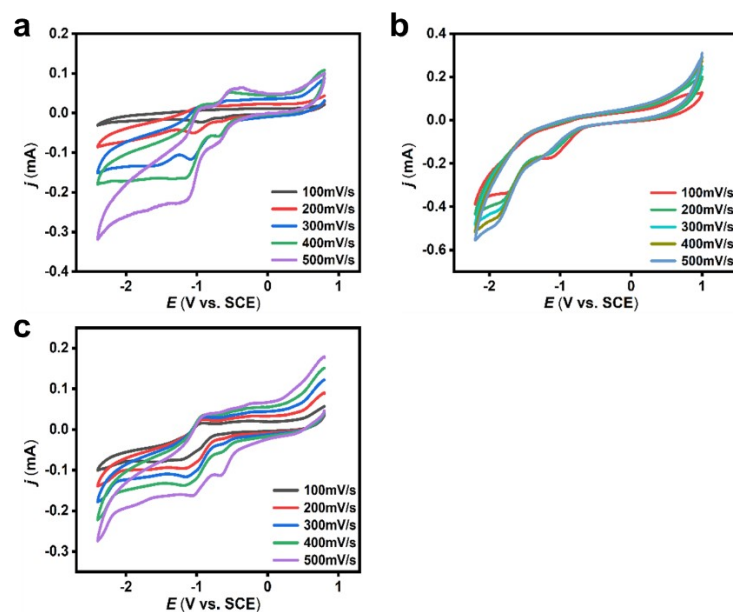 a
0.2
0.1
0.0
-0.1
-0.2
-0.3
-0.4
j (mA)
100mV/s
200mV/s
300mV/s
400mV/s
500mV/s
-2 -1 0 1
E (V vs. SCE)
b
0.4
0.2
0.0
-0.2
-0.4
-0.6
j (mA)
100mV/s
200mV/s
300mV/s
400mV/s
500mV/s
-2 -1 0 1
E (V vs. SCE)
c
0.2
0.1
0.0
-0.1
-0.2
-0.3
j (mA)
100mV/s
200mV/s
300mV/s
400mV/s
500mV/s
-2 -1 0 1
E (V vs. SCE)